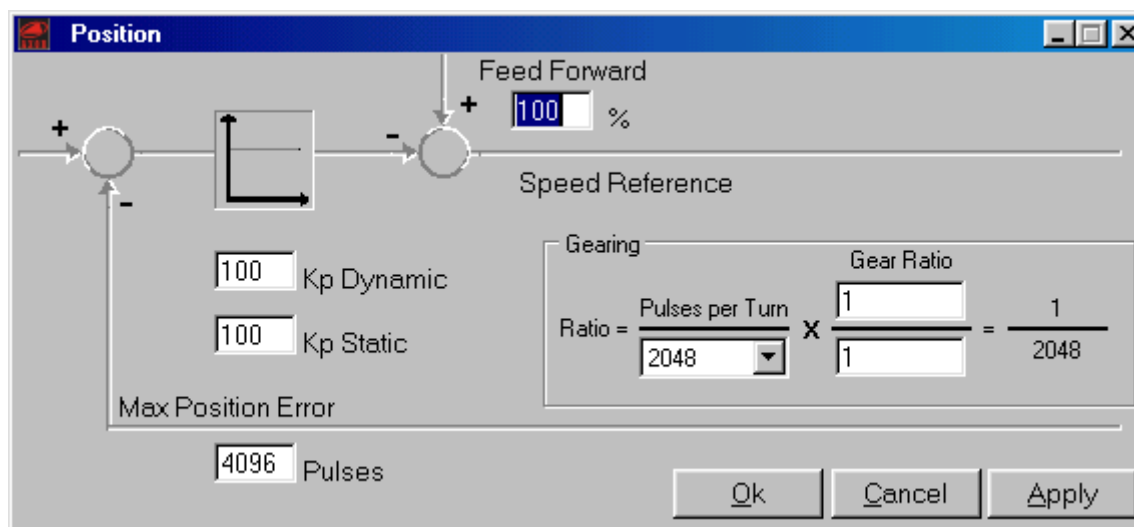 Position
Feed Forward
+
+
100 %
-
-
Speed Reference
Gearing
Gear Ratio
100 Kp Dynamic
Pulses per Turn
1
Ratio =
X
=
1
100 Kp Static
2048
1
2048
Max Position Error
4096 Pulses
Ok
Cancel
Apply